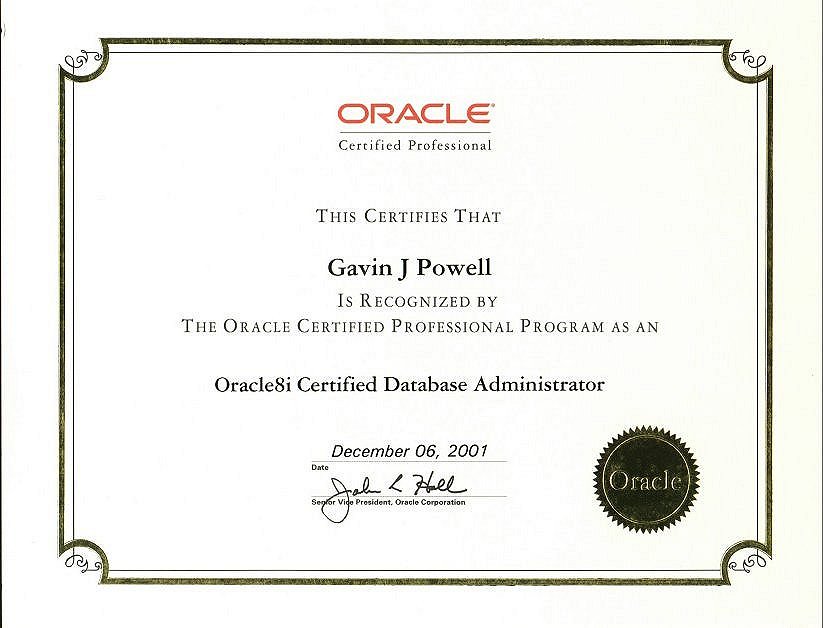 ORACLE®
Certified Professional
THIS CERTIFIES THAT
Gavin J Powell
IS RECOGNIZED BY
THE ORACLE CERTIFIED PROFESSIONAL PROGRAM AS AN
Oracle8i Certified Database Administrator
December 06, 2001
Date
John L Hall
Senior Vice President, Oracle Corporation
Oracle